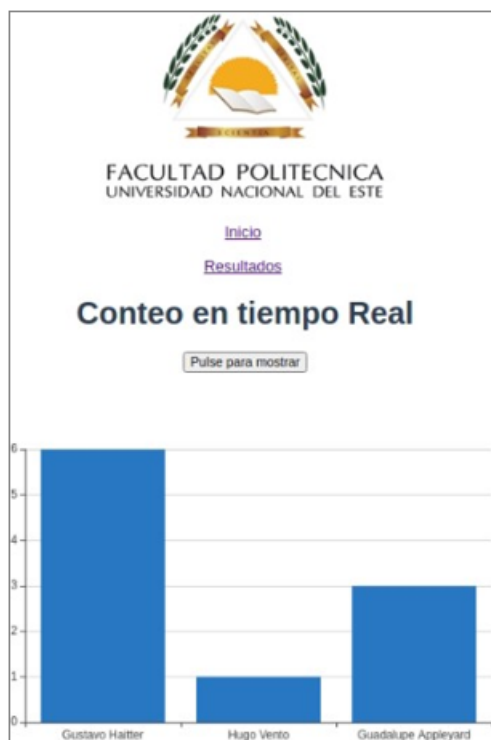 SCIENTIA
FACULTAD POLITECNICA
UNIVERSIDAD NACIONAL DEL ESTE
Inicio
Resultados
Conteo en tiempo Real
Pulse para mostrar
6
5
4
3
2
1
0
Gustavo Haitter
Hugo Vento
Guadalupe Appleyard